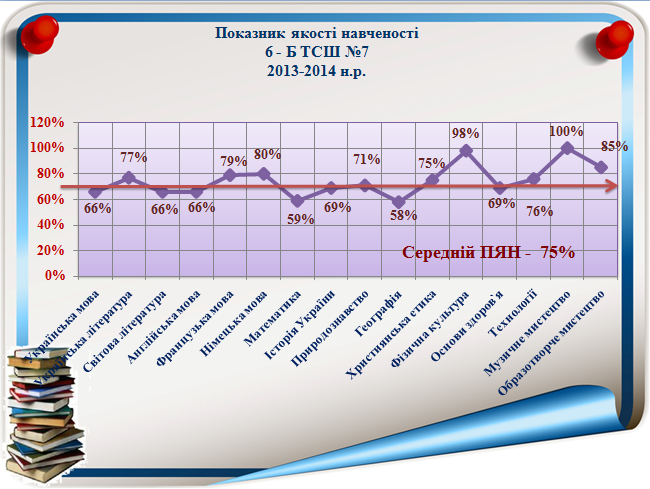 Показник якості навченості
6 - Б ТСШ №7
2013-2014 н.р.
120%
100%
80%
60%
40%
20%
0%
66%
77%
66%
66%
79%
80%
59%
69%
71%
58%
75%
98%
69%
76%
100%
85%
Середній ПЯН - 75%
Українська мова
Українська література
Світова література
Англійська мова
Французька мова
Німецька мова
Математика
Історія України
Природознавство
Географія
Християнська етика
Фізична культура
Основи здоров'я
Технології
Музичне мистецтво
Образотворче мистецтво